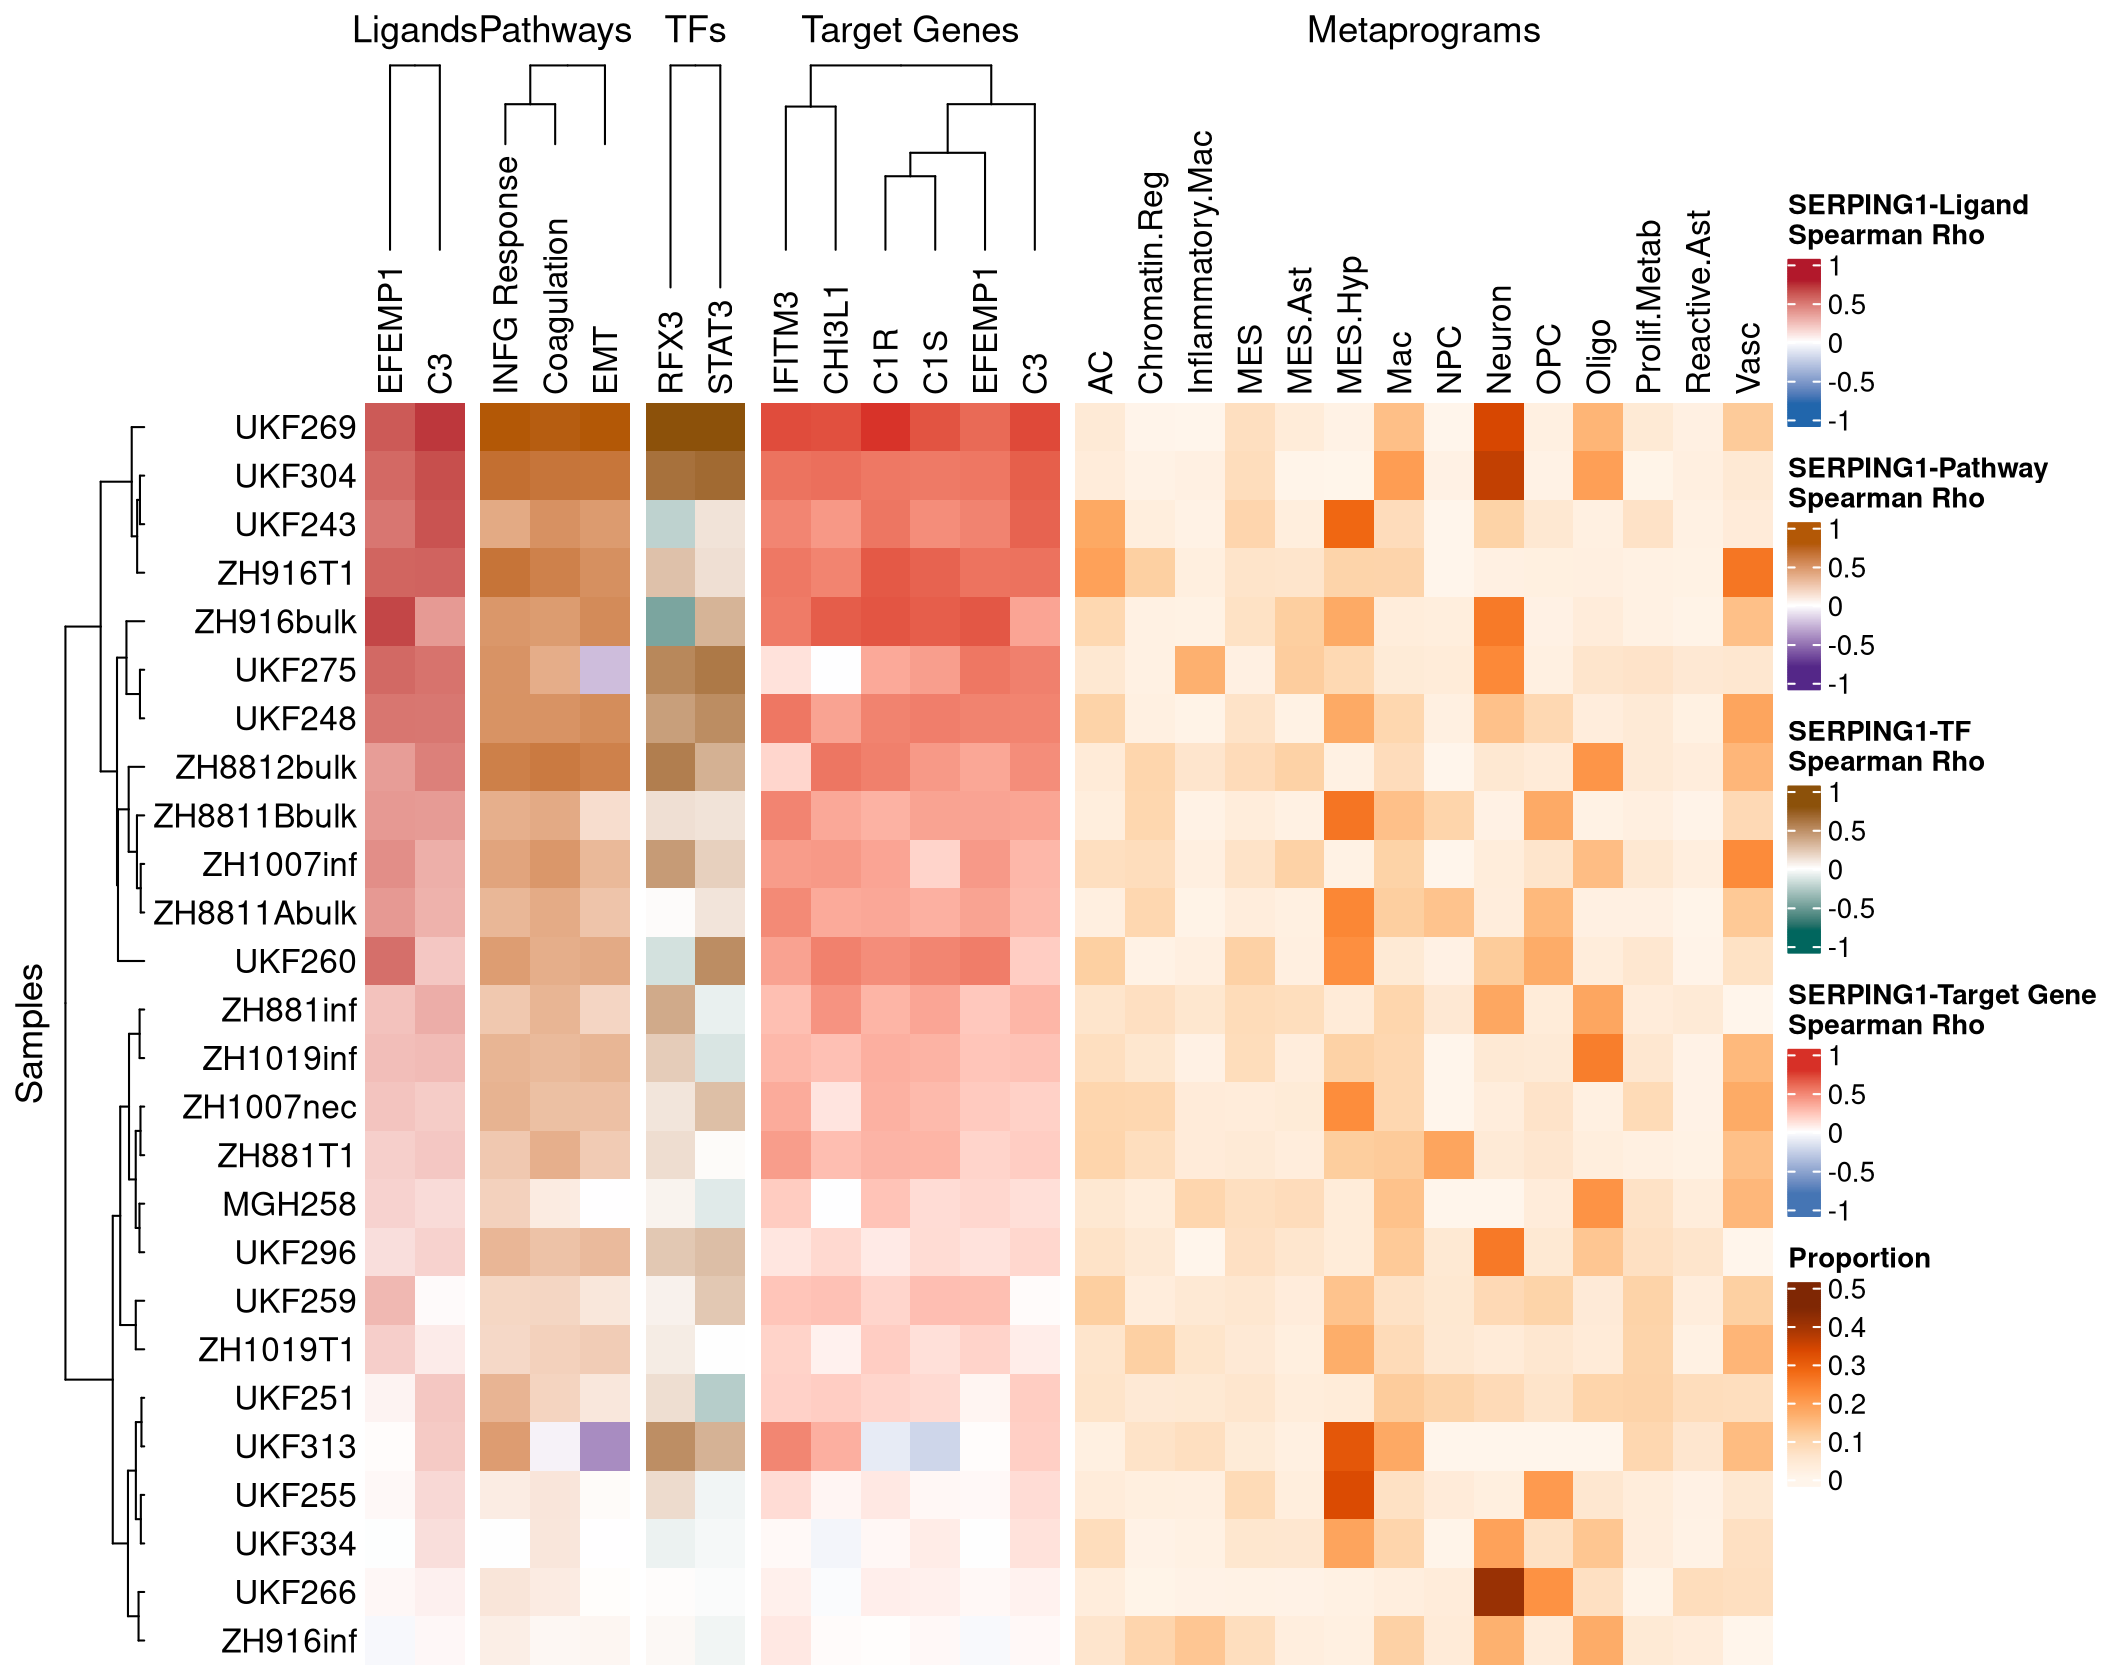 Ligands Pathways TFs Target Genes Metaprograms
EFEMP1
C3
INFG Response
Coagulation
EMT
RFX3
STAT3
IFITM3
CHI3L1
C1R
C1S
EFEMP1
C3
AC
Chromatin.Reg
Inflammatory.Mac
MES
MES.Ast
MES.Hyp
Mac
NPC
Neuron
OPC
Oligo
Prolif.Metab
Reactive.Ast
Vasc
Samples
UKF269
UKF304
UKF243
ZH916T1
ZH916bulk
UKF275
UKF248
ZH8812bulk
ZH8811Bbulk
ZH1007inf
ZH8811Abulk
UKF260
ZH881inf
ZH1019inf
ZH1007nec
ZH881T1
MGH258
UKF296
UKF259
ZH1019T1
UKF251
UKF313
UKF255
UKF334
UKF266
ZH916inf
SERPING1-Ligand
Spearman Rho
1
0.5
0
-0.5
-1
SERPING1-Pathway
Spearman Rho
1
0.5
0
-0.5
-1
SERPING1-TF
Spearman Rho
1
0.5
0
-0.5
-1
SERPING1-Target Gene
Spearman Rho
1
0.5
0
-0.5
-1
Proportion
0.5
0.4
0.3
0.2
0.1
0